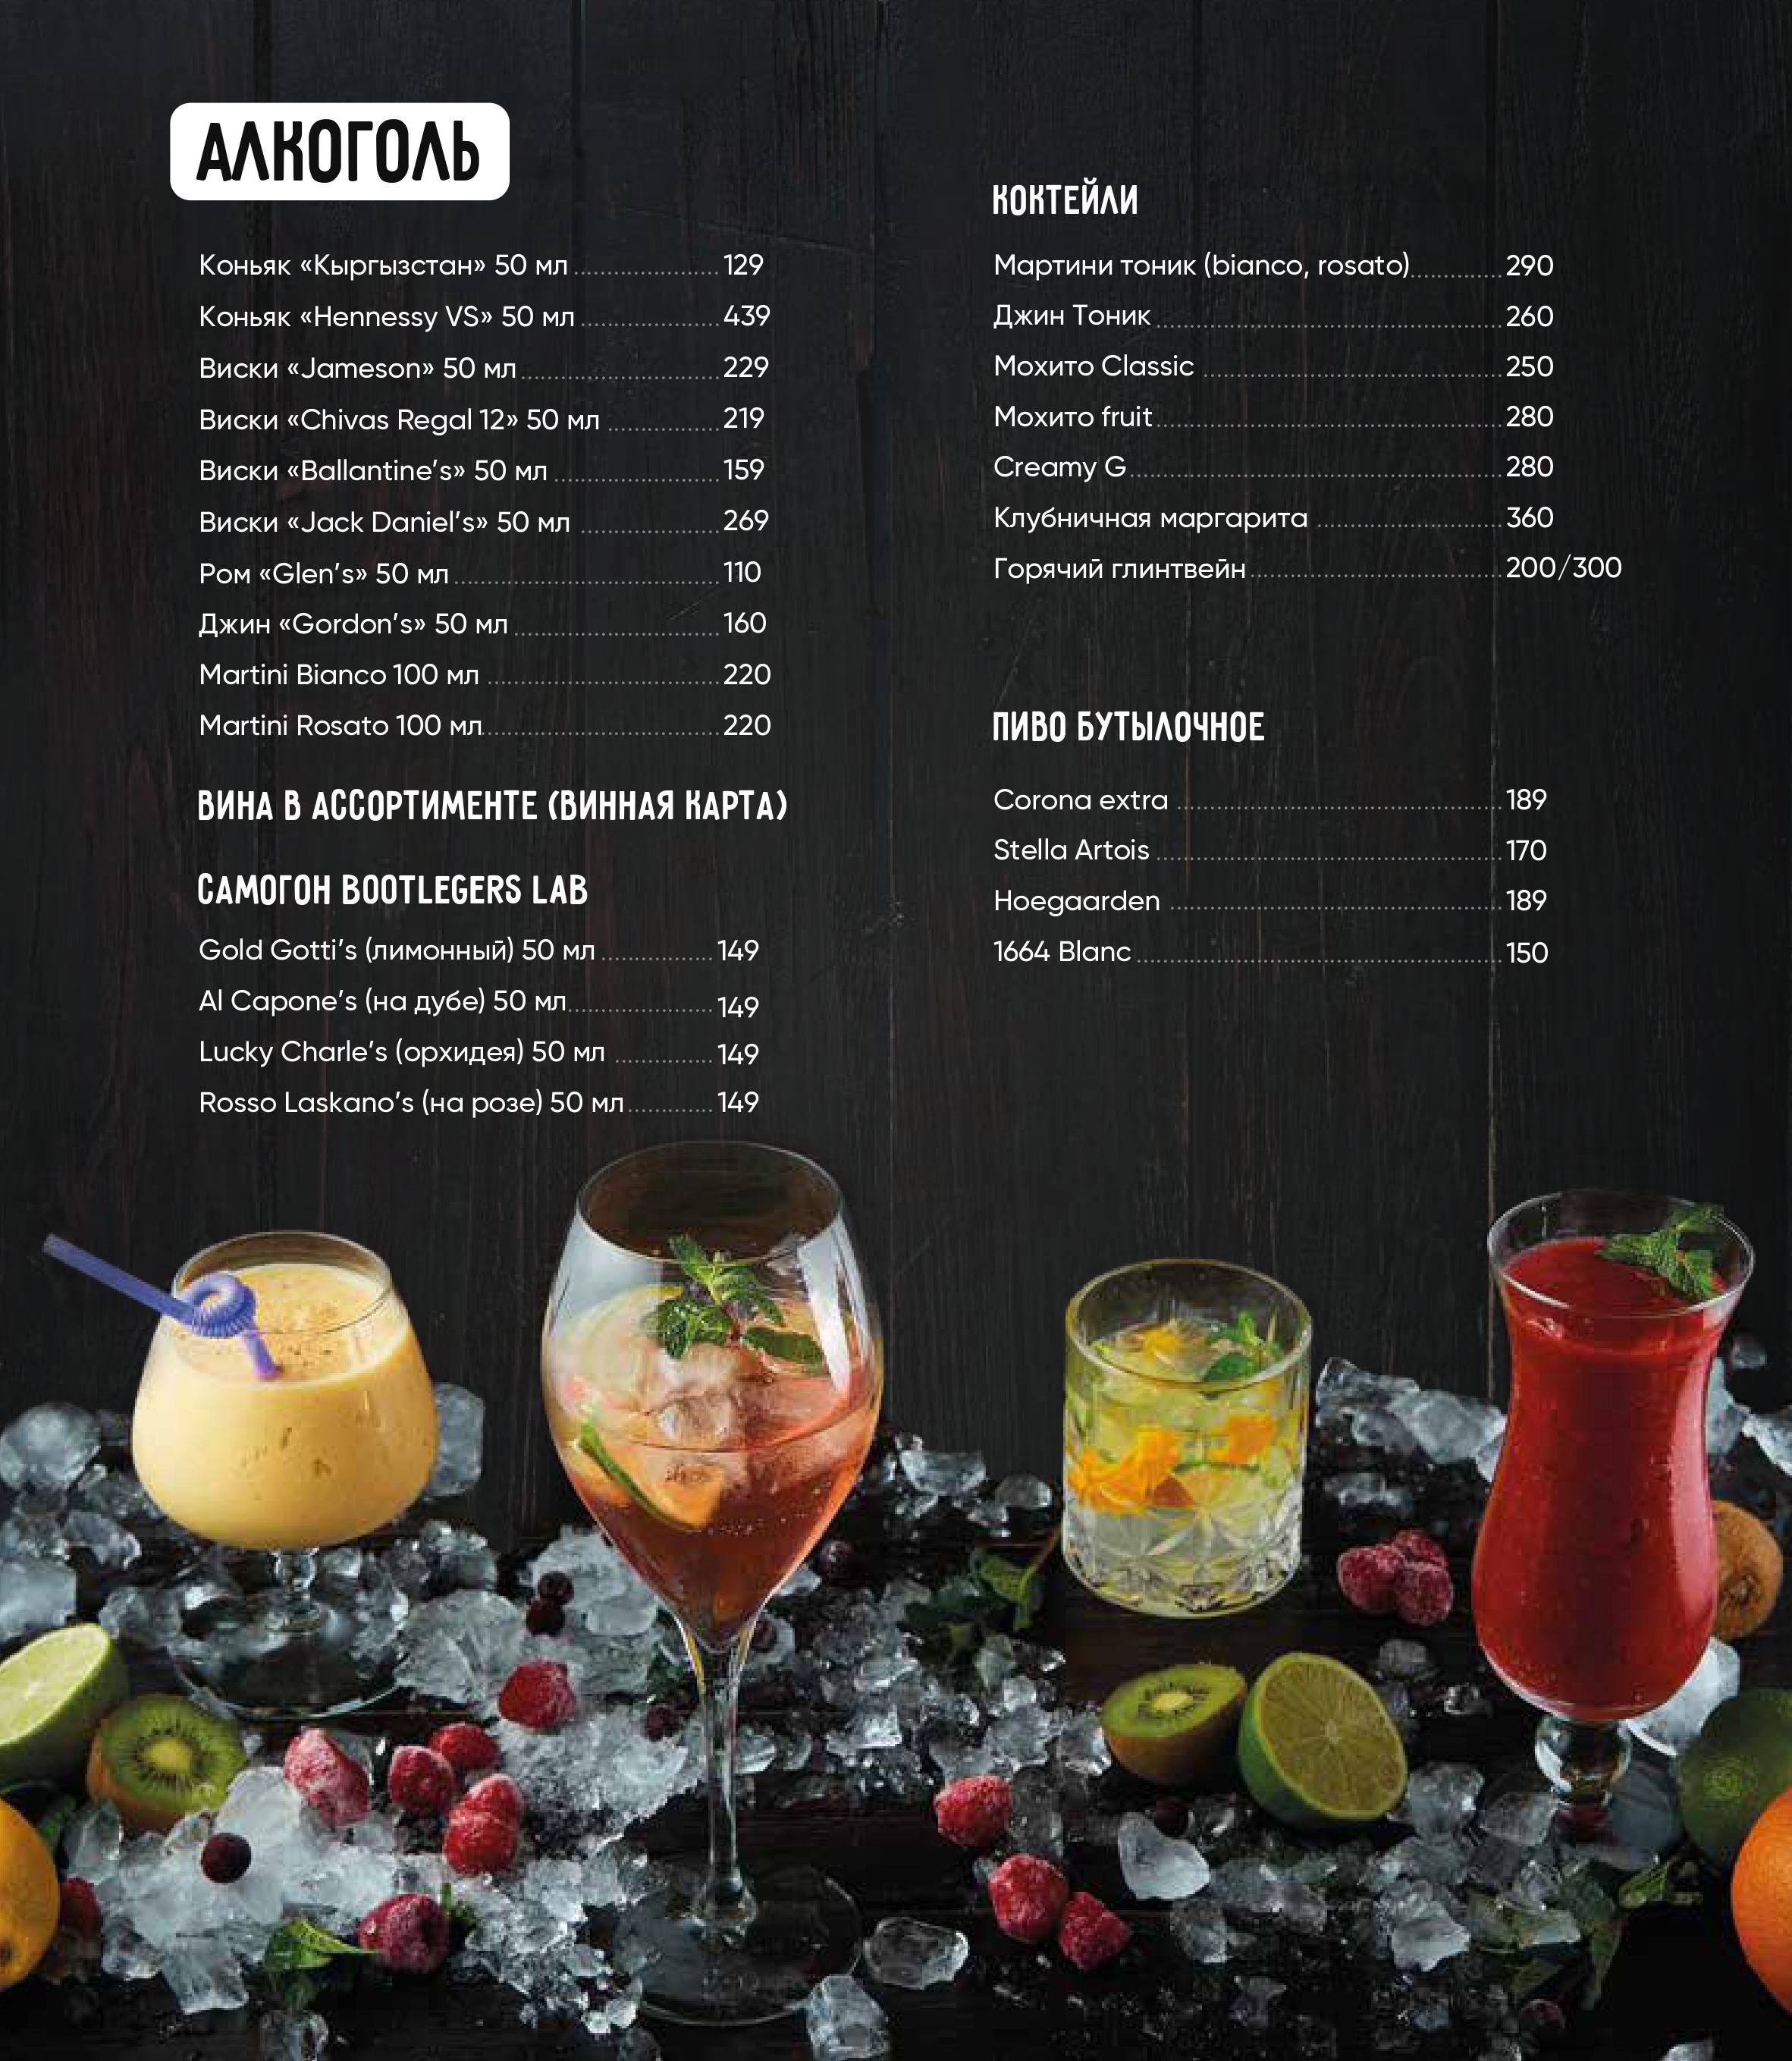 АЛКОГОЛЬ
Коньяк «Кыргызстан» 50 мл 129
Коньяк «Hennessy VS» 50 мл 439
Виски «Jameson» 50 мл 229
Виски «Chivas Regal 12» 50 мл 219
Виски «Ballantine’s» 50 мл 159
Виски «Jack Daniel’s» 50 мл 269
Ром «Glen’s» 50 мл 110
Джин «Gordon’s» 50 мл 160
Martini Bianco 100 мл 220
Martini Rosato 100 мл 220
ВИНА В АССОРТИМЕНТЕ (ВИННАЯ КАРТА)
САМОГОН BOOTLEGERS LAB
Gold Gotti’s (лимонный) 50 мл 149
Al Capone’s (на дубе) 50 мл 149
Lucky Charle’s (орхидея) 50 мл 149
Rosso Laskano’s (на розе) 50 мл 149
КОКТЕЙЛИ
Мартини тоник (bianco, rosato) 290
Джин Тоник 260
Мохито Classic 250
Мохито fruit 280
Creamy G 280
Клубничная маргарита 360
Горячий глинтвейн 200/300
ПИВО БУТЫЛОЧНОЕ
Corona extra 189
Stella Artois 170
Hoegaarden 189
1664 Blanc 150